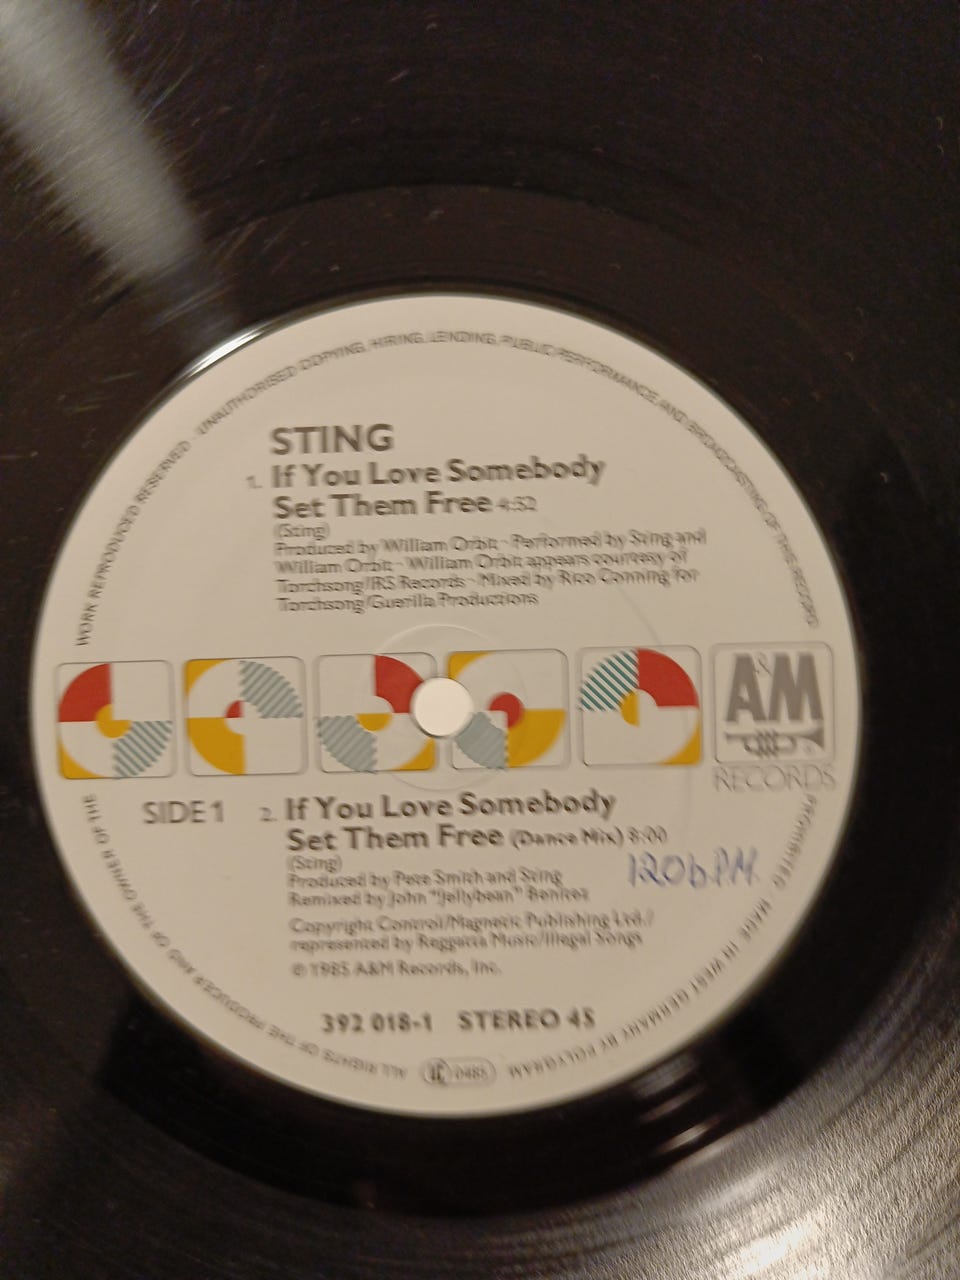 WORK REPRODUCED RESERVED · UNAUTHORISED COPYING, HIRING, LENDING, PUBLIC PERFORMANCE AND BROADCASTING OF THIS RECORD PROHIBITED · MADE IN WEST GERMANY BY POLYGRAM
STING
1. If You Love Somebody
Set Them Free 4:52
(Sting)
Produced by William Orbit · Performed by Sting and
William Orbit · William Orbit appears courtesy of
Torchsong/IRS Records · Mixed by Rico Conning for
Torchsong/Guerilla Productions
A&M
RECORDS
SIDE 1
2. If You Love Somebody
Set Them Free (Dance Mix) 8:00
(Sting)
Produced by Pete Smith and Sting
Remixed by John "Jellybean" Benitez
120bPM
Copyright Control/Magnetic Publishing Ltd./
represented by Reggatta Music/Illegal Songs
© 1985 A&M Records, Inc.
392 018-1 STEREO 45
LC 0485
ALL RIGHTS OF THE PRODUCER AND OF THE OWNER OF THE